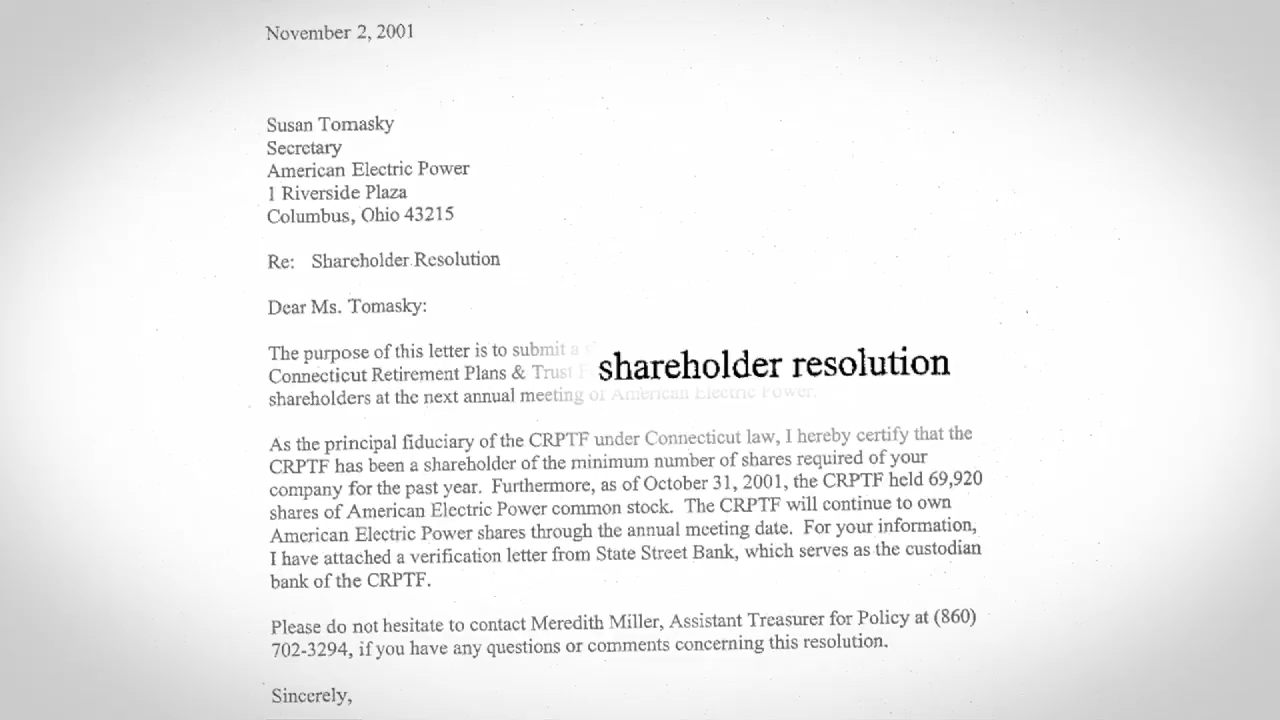 November 2, 2001
Susan Tomasky
Secretary
American Electric Power
1 Riverside Plaza
Columbus, Ohio 43215
Re: Shareholder Resolution
Dear Ms. Tomasky:
The purpose of this letter is to submit a
shareholder resolution
Connecticut Retirement Plans & Trust
shareholders at the next annual meeting of American Electric Power.
As the principal fiduciary of the CRPTF under Connecticut law, I hereby certify that the
CRPTF has been a shareholder of the minimum number of shares required of your
company for the past year. Furthermore, as of October 31, 2001, the CRPTF held 69,920
shares of American Electric Power common stock. The CRPTF will continue to own
American Electric Power shares through the annual meeting date. For your information,
I have attached a verification letter from State Street Bank, which serves as the custodian
bank of the CRPTF.
Please do not hesitate to contact Meredith Miller, Assistant Treasurer for Policy at (860)
702-3294, if you have any questions or comments concerning this resolution.
Sincerely,